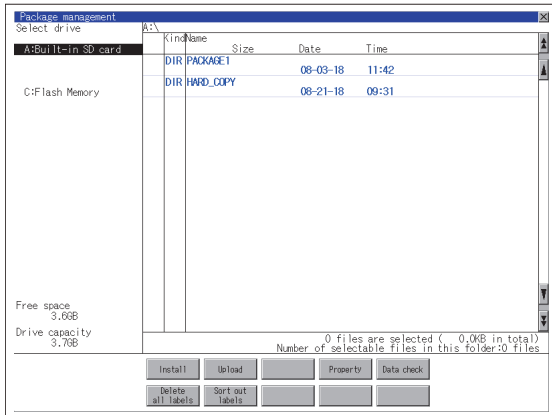 Package management
Select drive
A:\
Kind Name
Size Date Time
A:Built-in SD card
DIR PACKAGE1
08-03-18 11:42
DIR HARD_COPY
08-21-18 09:31
C:Flash Memory
Free space
3.6GB
Drive capacity
3.7GB
0 files are selected ( 0.0KB in total)
Number of selectable files in this folder:0 files
Install Upload Property Data check
Delete all labels
Sort out labels